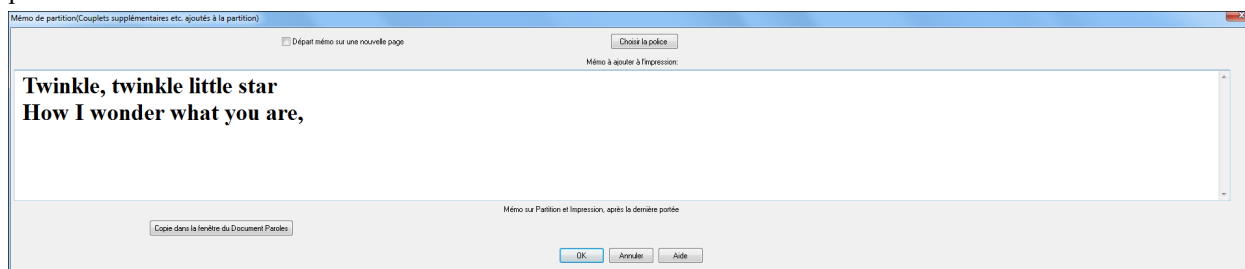 Mémo de partition(Couplets supplémentaires etc. ajoutés à la partition)
Départ mémo sur une nouvelle page
Choisir la police
Mémo à ajouter à l'impression:
Twinkle, twinkle little star
How I wonder what you are,
Mémo sur Partition et Impression, après la dernière portée
Copie dans la fenêtre du Document Paroles
OK Annuler Aide